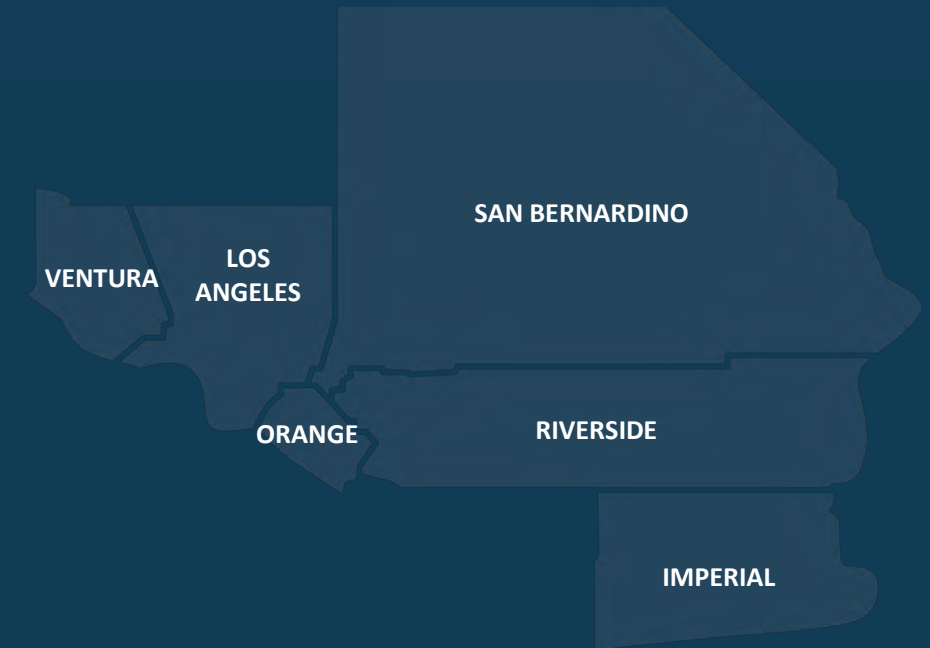 SAN BERNARDINO
LOS
ANGELES
VENTURA
ORANGE
RIVERSIDE
IMPERIAL